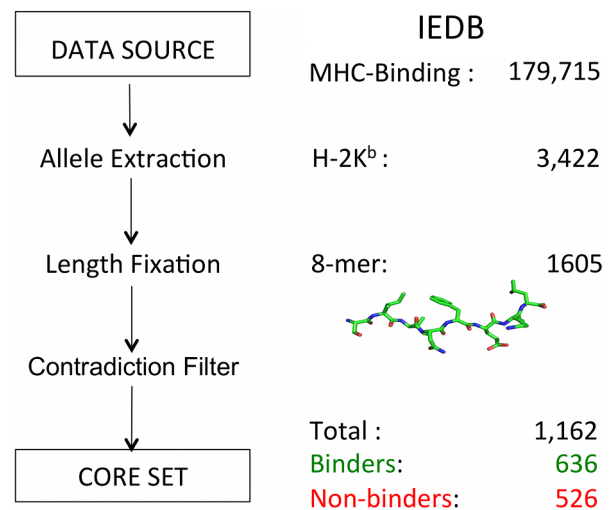 DATA SOURCE
Allele Extraction
Length Fixation
Contradiction Filter
CORE SET
IEDB
MHC-Binding : 179,715
H-2Kᵇ : 3,422
8-mer: 1605
Total : 1,162
Binders: 636
Non-binders: 526